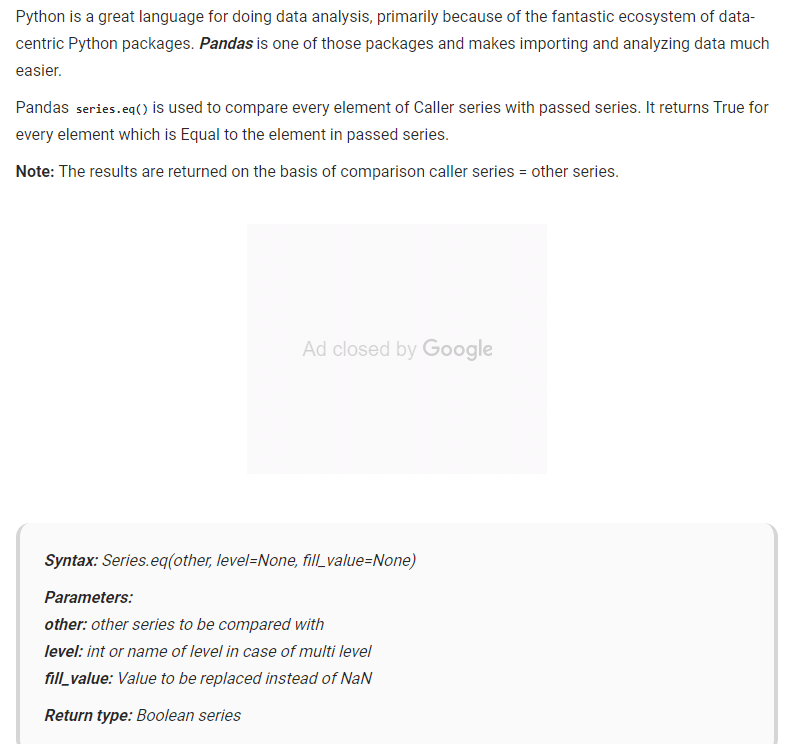 Python is a great language for doing data analysis, primarily because of the fantastic ecosystem of data-
centric Python packages. Pandas is one of those packages and makes importing and analyzing data much
easier.
Pandas series.eq() is used to compare every element of Caller series with passed series. It returns True for
every element which is Equal to the element in passed series.
Note: The results are returned on the basis of comparison caller series = other series.
Ad closed by Google
Syntax: Series.eq(other, level=None, fill_value=None)
Parameters:
other: other series to be compared with
level: int or name of level in case of multi level
fill_value: Value to be replaced instead of NaN
Return type: Boolean series